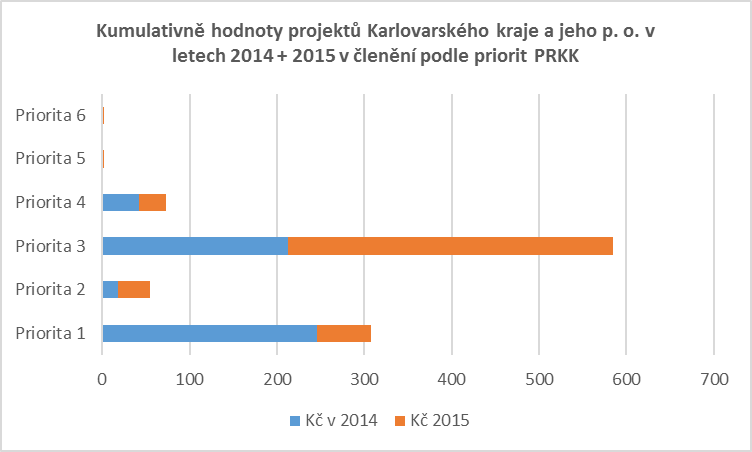 Kumulativně hodnoty projektů Karlovarského kraje a jeho p. o. v
letech 2014 + 2015 v členění podle priorit PRKK
Priorita 6
Priorita 5
Priorita 4
Priorita 3
Priorita 2
Priorita 1
0 100 200 300 400 500 600 700
Kč v 2014 Kč 2015